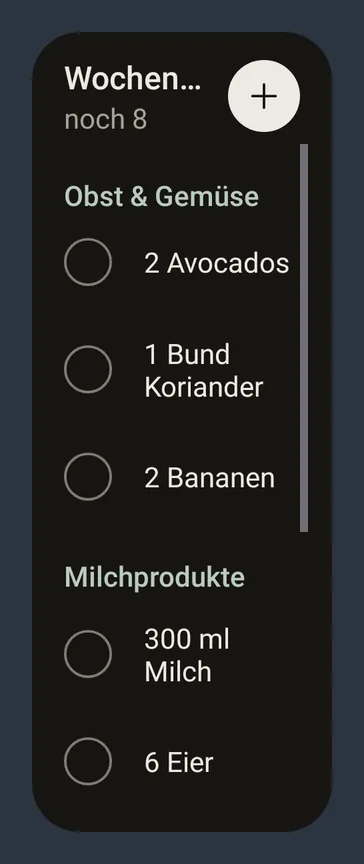 Wochen...
noch 8
Obst & Gemüse
2 Avocados
1 Bund
Koriander
2 Bananen
Milchprodukte
300 ml
Milch
6 Eier